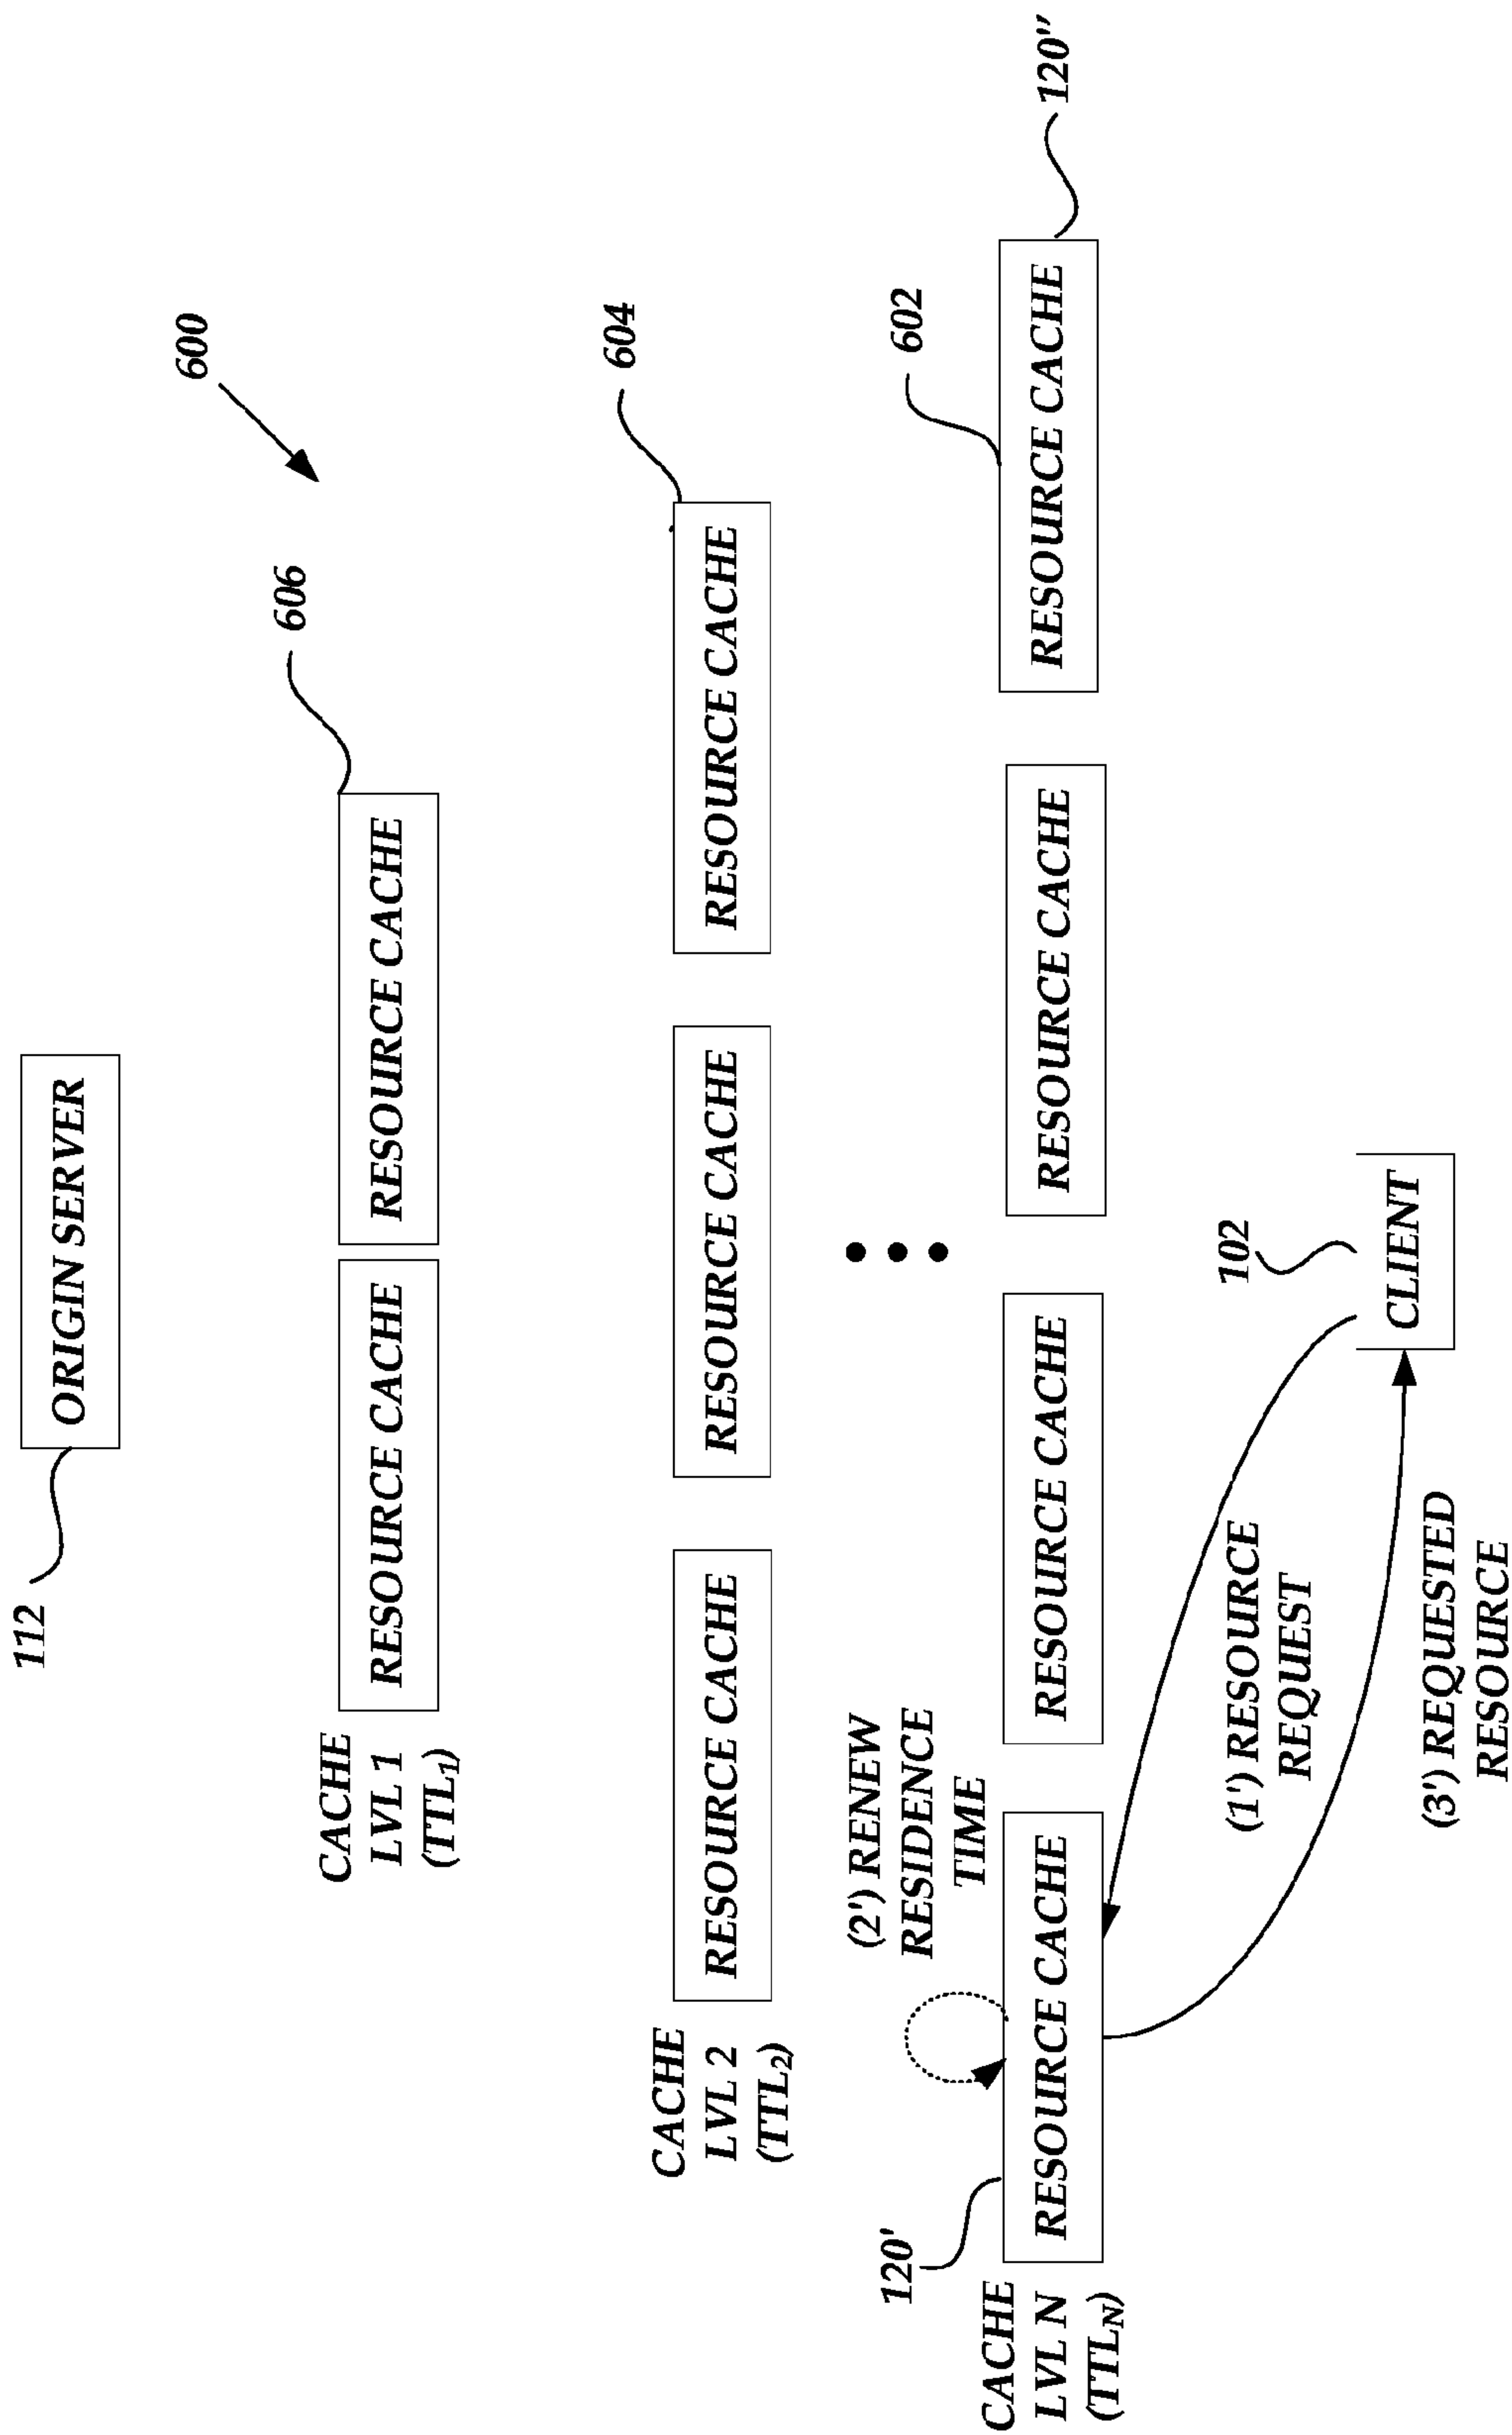 112
ORIGIN SERVER
600
606
CACHE
LVL 1
(TTL1)
RESOURCE CACHE
RESOURCE CACHE
604
CACHE
LVL 2
(TTL2)
RESOURCE CACHE
RESOURCE CACHE
RESOURCE CACHE
(2') RENEW
RESIDENCE
TIME
120'
602
120"
CACHE
LVL N
(TTLN)
RESOURCE CACHE
RESOURCE CACHE
RESOURCE CACHE
RESOURCE CACHE
(1') RESOURCE
REQUEST
102
CLIENT
(3') REQUESTED
RESOURCE